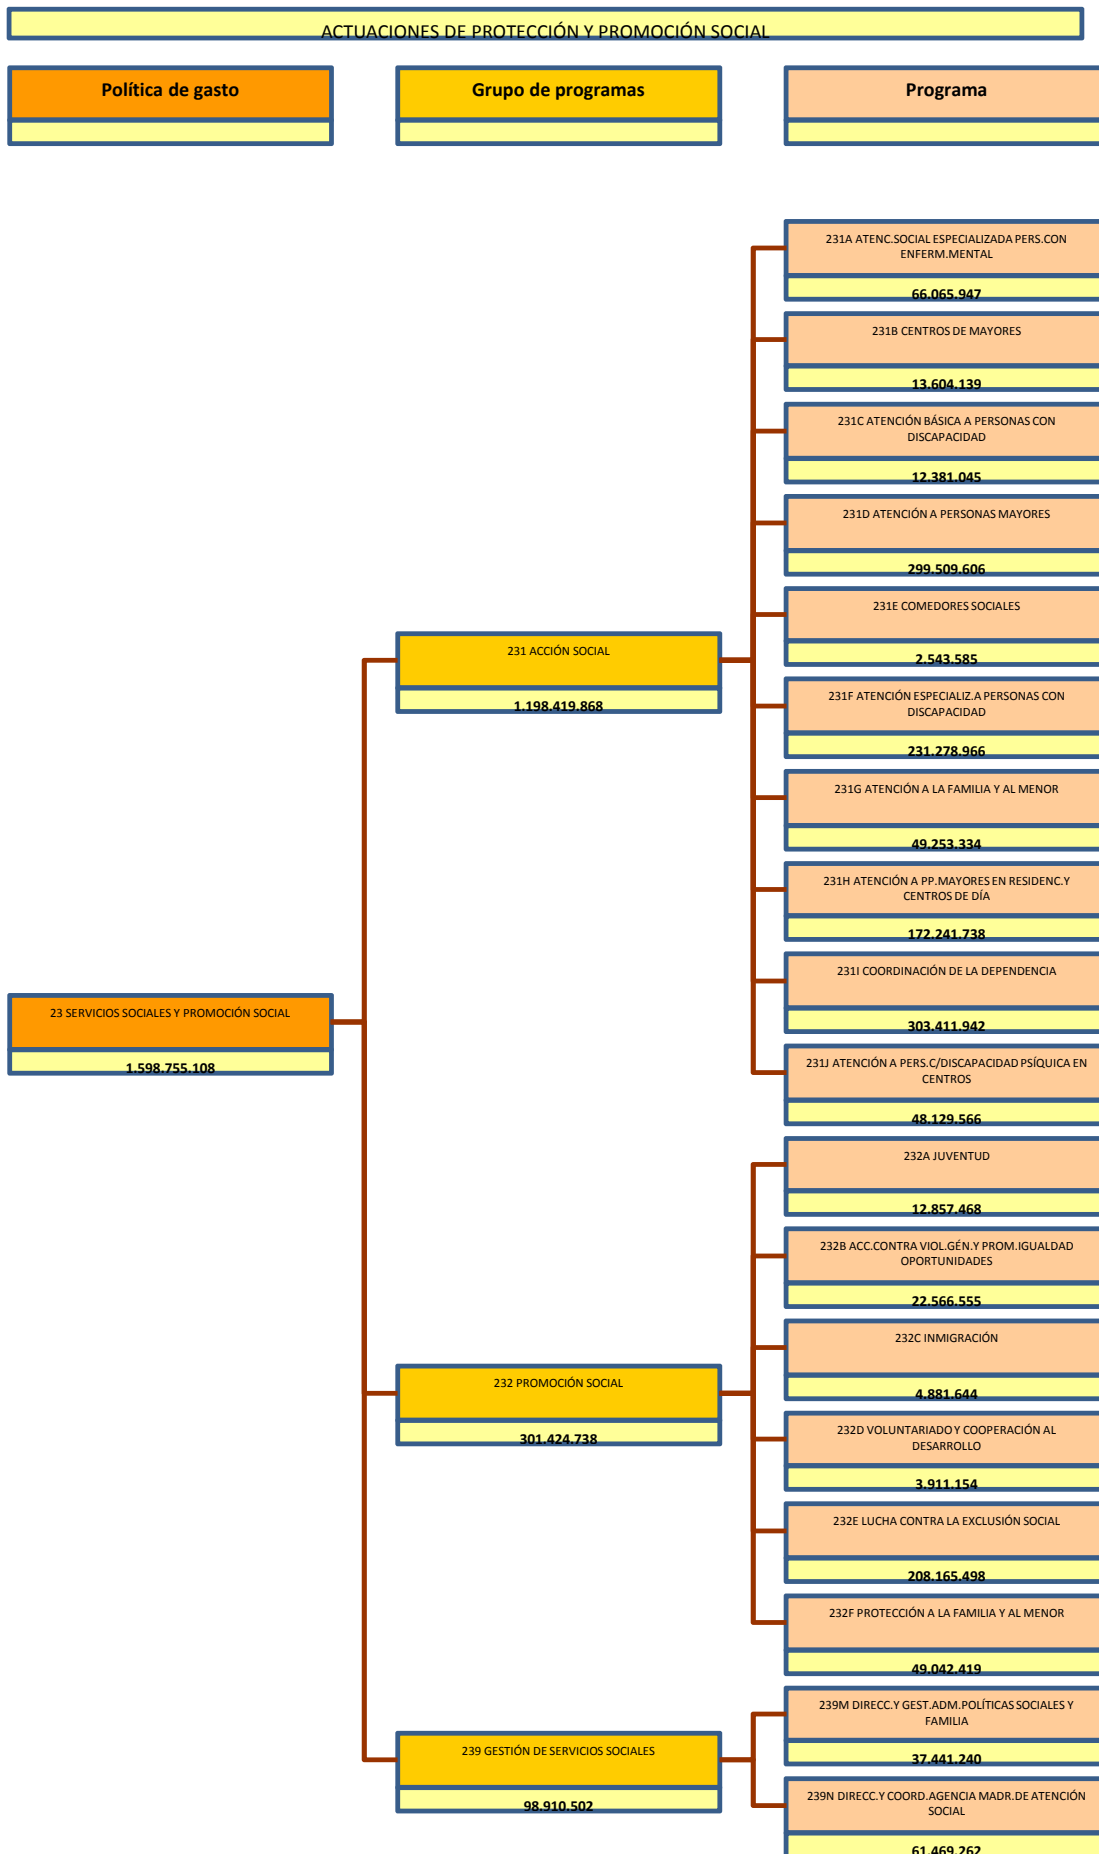 ACTUACIONES DE PROTECCIÓN Y PROMOCIÓN SOCIAL
Política de gasto
Grupo de programas
Programa
231A ATENC.SOCIAL ESPECIALIZADA PERS.CON
ENFERM.MENTAL
66.065.947
231B CENTROS DE MAYORES
13.604.139
231C ATENCIÓN BÁSICA A PERSONAS CON
DISCAPACIDAD
12.381.045
231D ATENCIÓN A PERSONAS MAYORES
299.509.606
231E COMEDORES SOCIALES
2.543.585
231 ACCIÓN SOCIAL
1.198.419.868
231F ATENCIÓN ESPECIALIZ.A PERSONAS CON
DISCAPACIDAD
231.278.966
231G ATENCIÓN A LA FAMILIA Y AL MENOR
49.253.334
231H ATENCIÓN A PP.MAYORES EN RESIDENC.Y
CENTROS DE DÍA
172.241.738
231I COORDINACIÓN DE LA DEPENDENCIA
303.411.942
23 SERVICIOS SOCIALES Y PROMOCIÓN SOCIAL
1.598.755.108
231J ATENCIÓN A PERS.C/DISCAPACIDAD PSÍQUICA EN
CENTROS
48.129.566
232A JUVENTUD
12.857.468
232B ACC.CONTRA VIOL.GÉN.Y PROM.IGUALDAD
OPORTUNIDADES
22.566.555
232C INMIGRACIÓN
4.881.644
232 PROMOCIÓN SOCIAL
301.424.738
232D VOLUNTARIADO Y COOPERACIÓN AL
DESARROLLO
3.911.154
232E LUCHA CONTRA LA EXCLUSIÓN SOCIAL
208.165.498
232F PROTECCIÓN A LA FAMILIA Y AL MENOR
49.042.419
239M DIRECC.Y GEST.ADM.POLÍTICAS SOCIALES Y
FAMILIA
37.441.240
239 GESTIÓN DE SERVICIOS SOCIALES
98.910.502
239N DIRECC.Y COORD.AGENCIA MADR.DE ATENCIÓN
SOCIAL
61.469.262